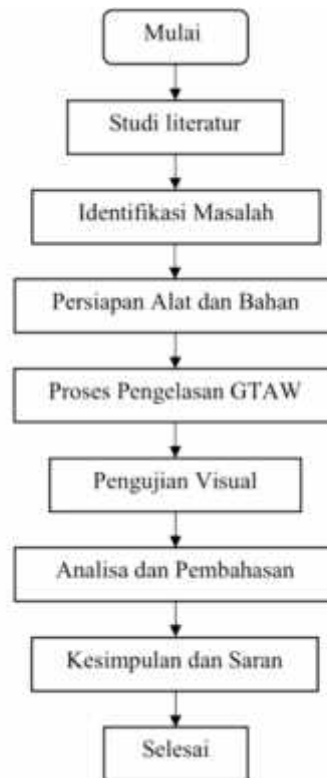 Mulai
Studi literatur
Identifikasi Masalah
Persiapan Alat dan Bahan
Proses Pengelasan GTAW
Pengujian Visual
Analisa dan Pembahasan
Kesimpulan dan Saran
Selesai